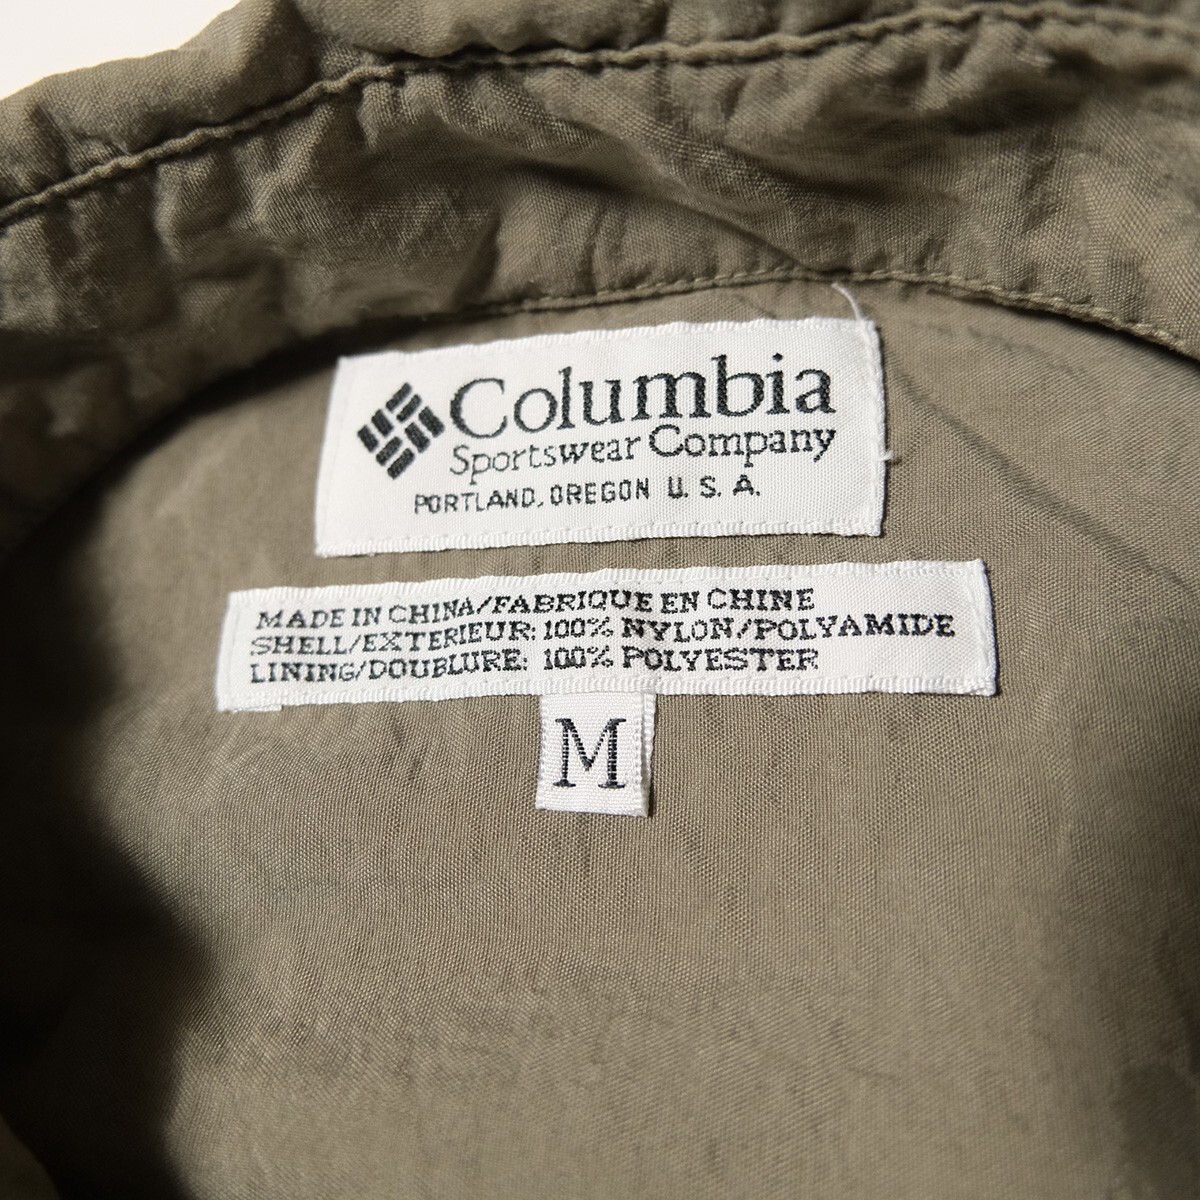 Columbia
Sportswear Company
PORTLAND, OREGON U. S. A.
MADE IN CHINA/FABRIQUE EN CHINE
SHELL/EXTERIEUR: 100% NYLON/POLYAMIDE
LINING/DOUBLURE: 100% POLYESTER
M